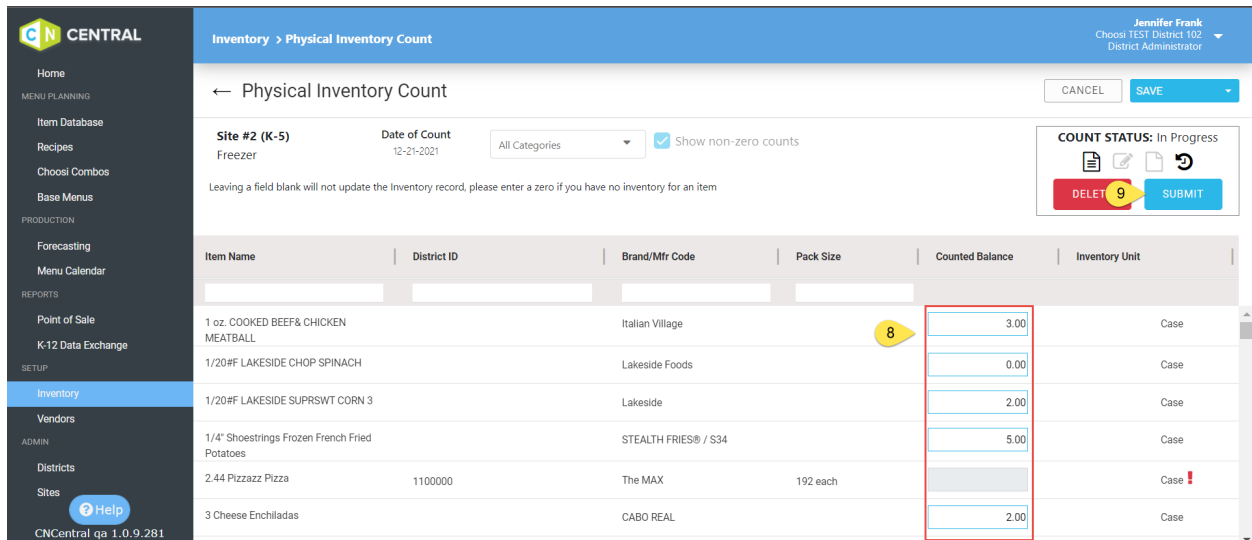 CN CENTRAL
Inventory > Physical Inventory Count
Jennifer Frank
Choosi TEST District 102
District Administrator
Home
MENU PLANNING
Item Database
Recipes
Choosi Combos
Base Menus
PRODUCTION
Forecasting
Menu Calendar
REPORTS
Point of Sale
K-12 Data Exchange
SETUP
Inventory
Vendors
ADMIN
Districts
Sites
? Help
CNCentral qa 1.0.9.281
← Physical Inventory Count
CANCEL SAVE
Site #2 (K-5)
Freezer
Date of Count
12-21-2021
All Categories
Show non-zero counts
Leaving a field blank will not update the Inventory record, please enter a zero if you have no inventory for an item
COUNT STATUS: In Progress
DELET 9 SUBMIT
Item Name District ID Brand/Mfr Code Pack Size Counted Balance Inventory Unit
8
1 oz. COOKED BEEF& CHICKEN Italian Village 3.00 Case
MEATBALL
1/20#F LAKESIDE CHOP SPINACH Lakeside Foods 0.00 Case
1/20#F LAKESIDE SUPRSWT CORN 3 Lakeside 2.00 Case
1/4" Shoestrings Frozen French Fried STEALTH FRIES® / S34 5.00 Case
Potatoes
2.44 Pizzazz Pizza 1100000 The MAX 192 each Case !
3 Cheese Enchiladas CABO REAL 2.00 Case